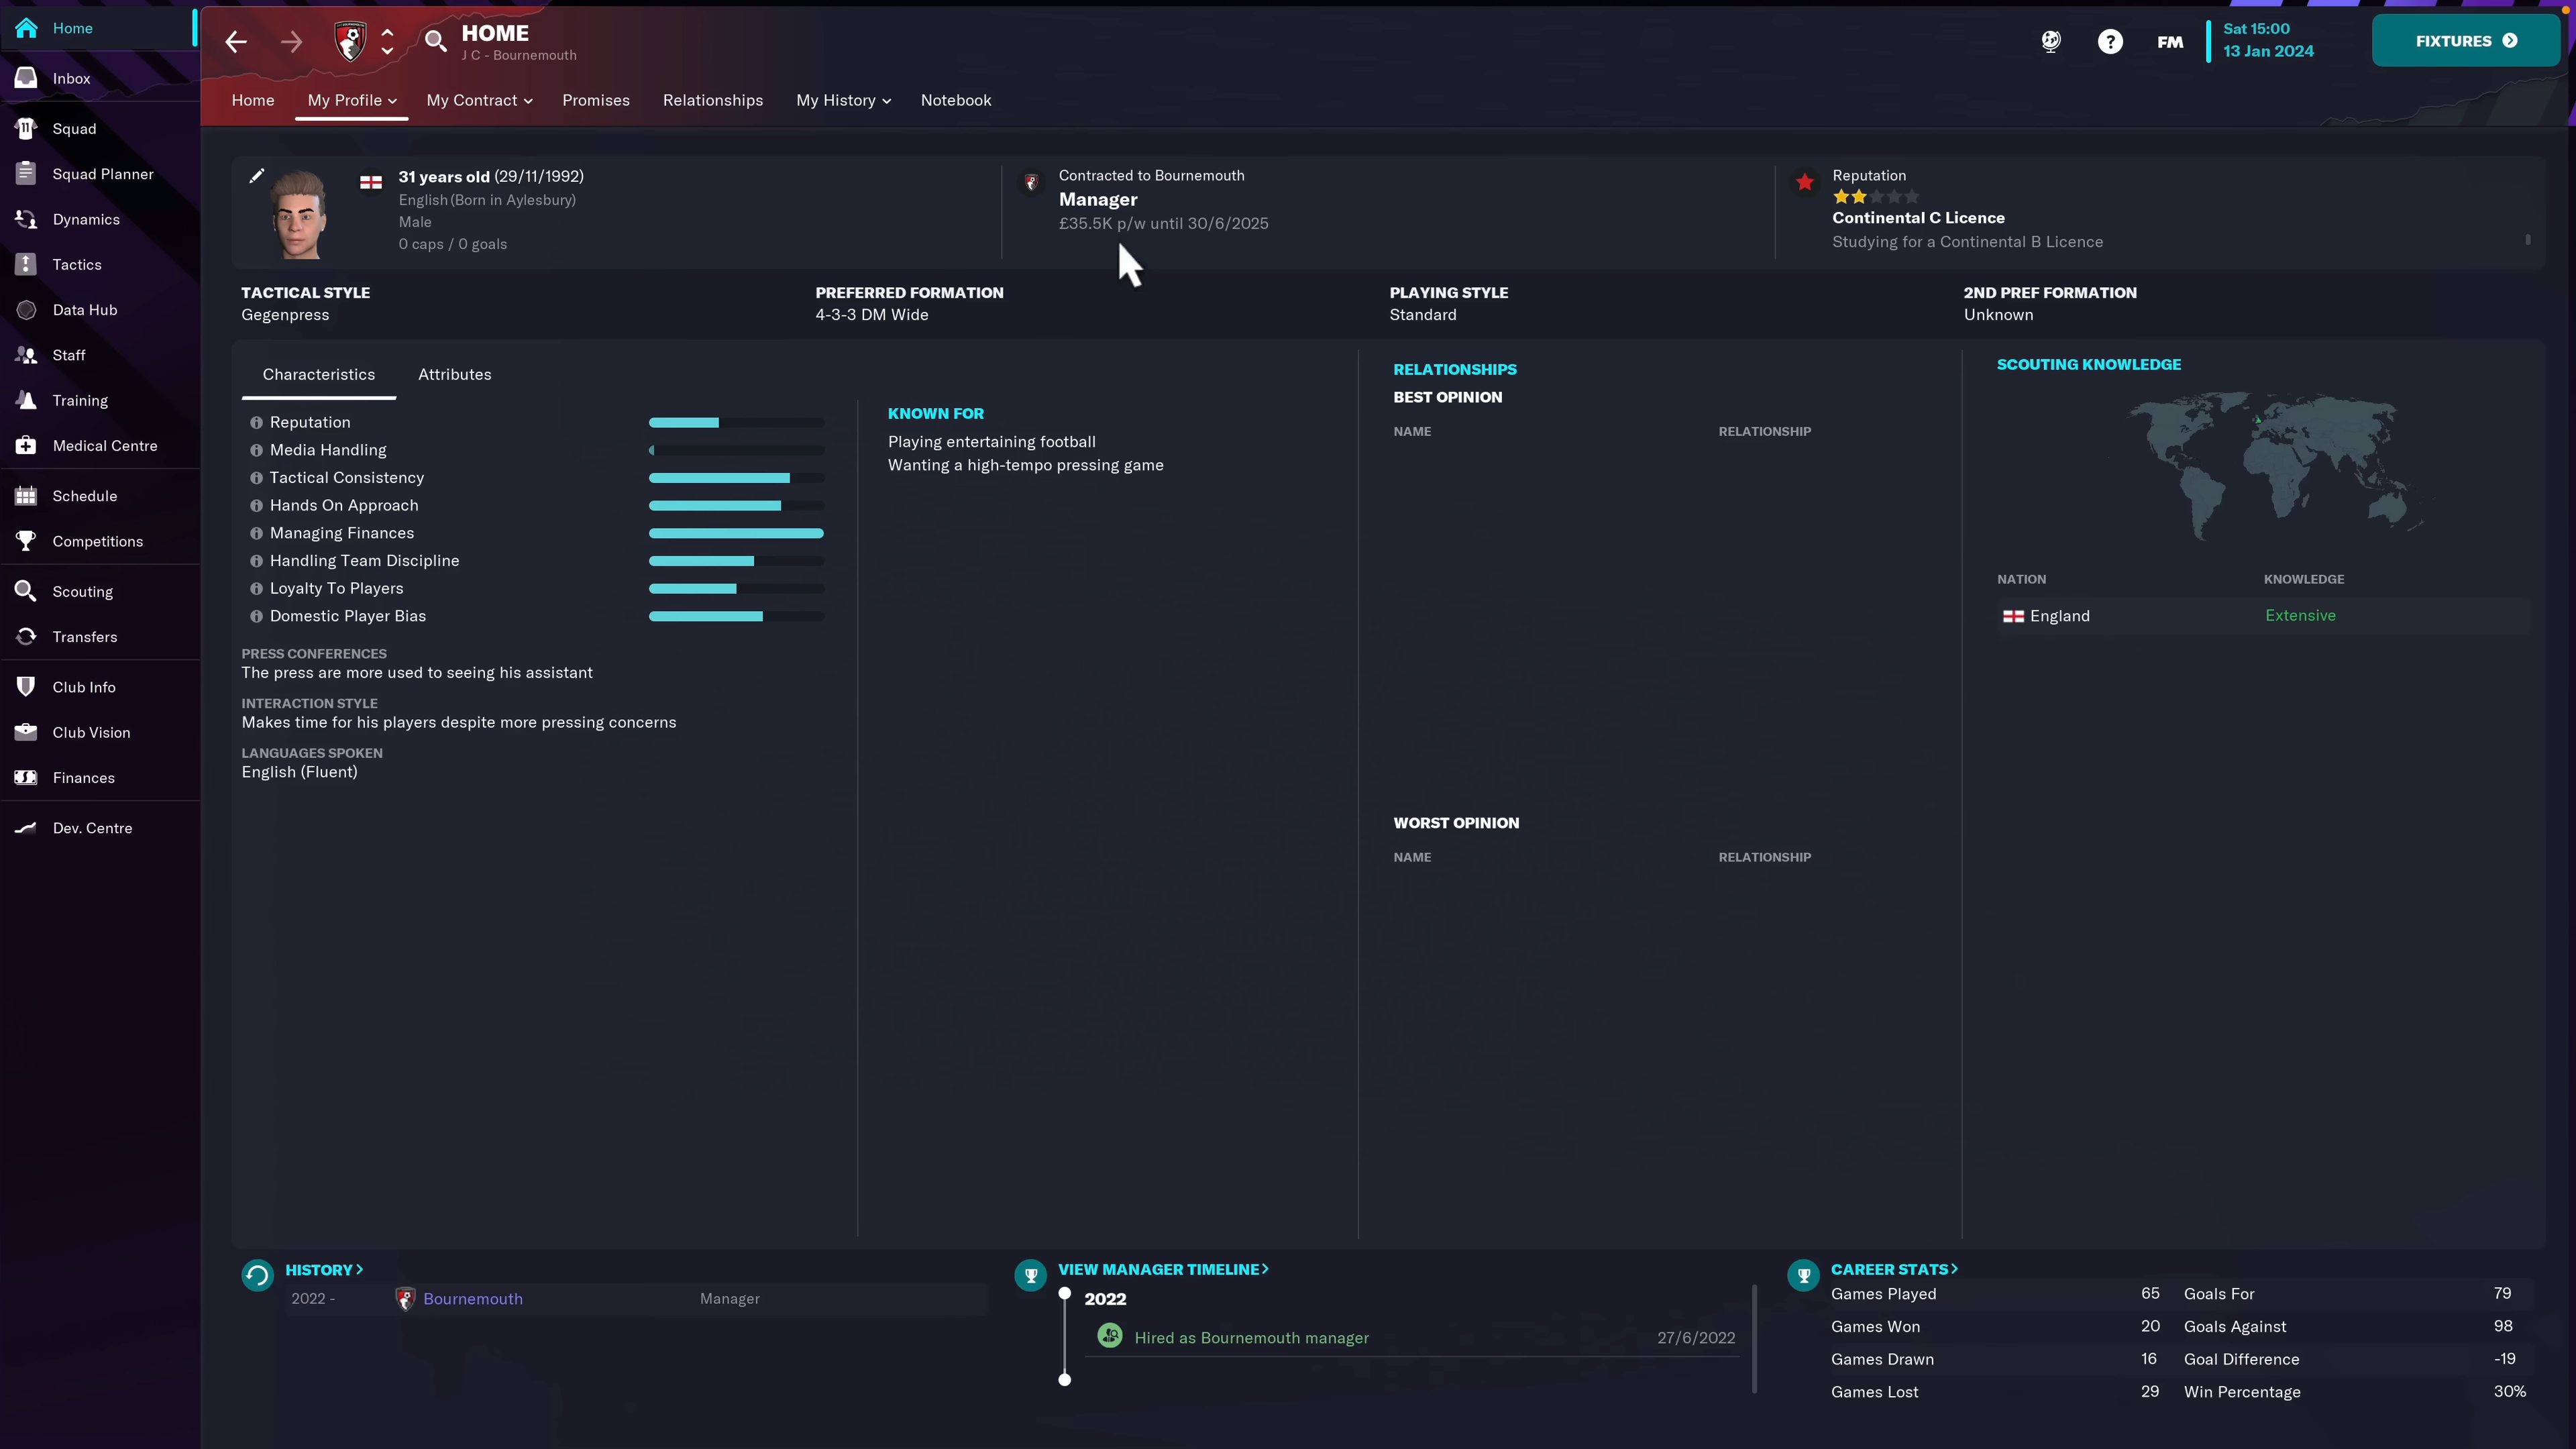 Home
Inbox
Squad
Squad Planner
Dynamics
Tactics
Data Hub
Staff
Training
Medical Centre
Schedule
Competitions
Scouting
Transfers
Club Info
Club Vision
Finances
Dev. Centre
HOME
J C - Bournemouth
FM
Sat 15:00
13 Jan 2024
FIXTURES
Home
My Profile
My Contract
Promises
Relationships
My History
Notebook
31 years old (29/11/1992)
English (Born in Aylesbury)
Male
0 caps / 0 goals
Contracted to Bournemouth
Manager
£35.5K p/w until 30/6/2025
Reputation
Continental C Licence
Studying for a Continental B Licence
TACTICAL STYLE
Gegenpress
PREFERRED FORMATION
4-3-3 DM Wide
PLAYING STYLE
Standard
2ND PREF FORMATION
Unknown
Characteristics
Attributes
Reputation
Media Handling
Tactical Consistency
Hands On Approach
Managing Finances
Handling Team Discipline
Loyalty To Players
Domestic Player Bias
PRESS CONFERENCES
The press are more used to seeing his assistant
INTERACTION STYLE
Makes time for his players despite more pressing concerns
LANGUAGES SPOKEN
English (Fluent)
KNOWN FOR
Playing entertaining football
Wanting a high-tempo pressing game
RELATIONSHIPS
BEST OPINION
NAME RELATIONSHIP
WORST OPINION
NAME RELATIONSHIP
SCOUTING KNOWLEDGE
NATION KNOWLEDGE
England Extensive
HISTORY
2022 - Bournemouth Manager
VIEW MANAGER TIMELINE
2022
Hired as Bournemouth manager 27/6/2022
CAREER STATS
Games Played 65 Goals For 79
Games Won 20 Goals Against 98
Games Drawn 16 Goal Difference -19
Games Lost 29 Win Percentage 30%